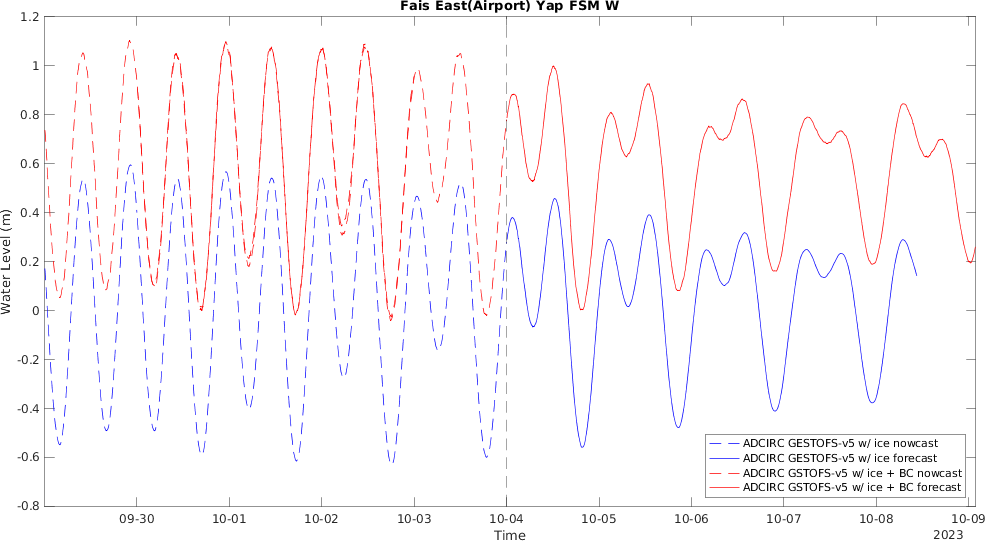 Fais East(Airport) Yap FSM W
1.2
1
0.8
0.6
0.4
0.2
0
-0.2
-0.4
-0.6
-0.8
Water Level (m)
ADCIRC GESTOFS-v5 w/ ice nowcast
ADCIRC GESTOFS-v5 w/ ice forecast
ADCIRC GSTOFS-v5 w/ ice + BC nowcast
ADCIRC GSTOFS-v5 w/ ice + BC forecast
09-30 10-01 10-02 10-03 10-04 10-05 10-06 10-07 10-08 10-09
Time
2023